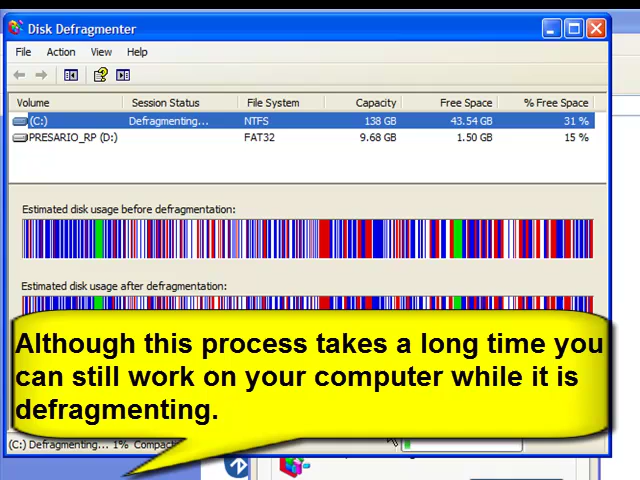 Disk Defragmenter
File Action View Help
Volume Session Status File System Capacity Free Space % Free Space
(C:) Defragmenting... NTFS 138 GB 43.54 GB 31 %
PRESARIO_RP (D:) FAT32 9.68 GB 1.50 GB 15 %
Estimated disk usage before defragmentation:
Estimated disk usage after defragmentation:
Although this process takes a long time you
can still work on your computer while it is
defragmenting.
(C:) Defragmenting... 1%